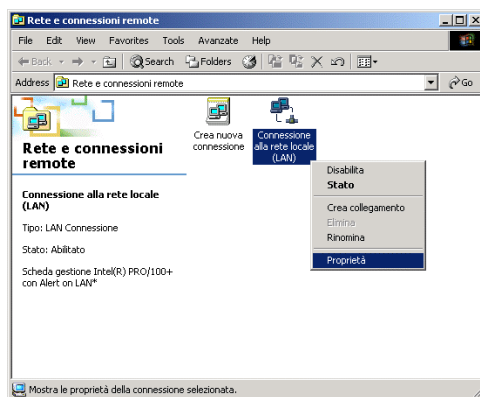 Rete e connessioni remote
File Edit View Favorites Tools Avanzate Help
Back Search Folders
Address Rete e connessioni remote Go
Crea nuova connessione
Connessione alla rete locale (LAN)
Rete e connessioni
remote
Connessione alla rete locale
(LAN)
Tipo: LAN Connessione
Stato: Abilitato
Scheda gestione Intel(R) PRO/100+
con Alert on LAN*
Disabilita
Stato
Crea collegamento
Elimina
Rinomina
Proprietà
Mostra le proprietà della connessione selezionata.